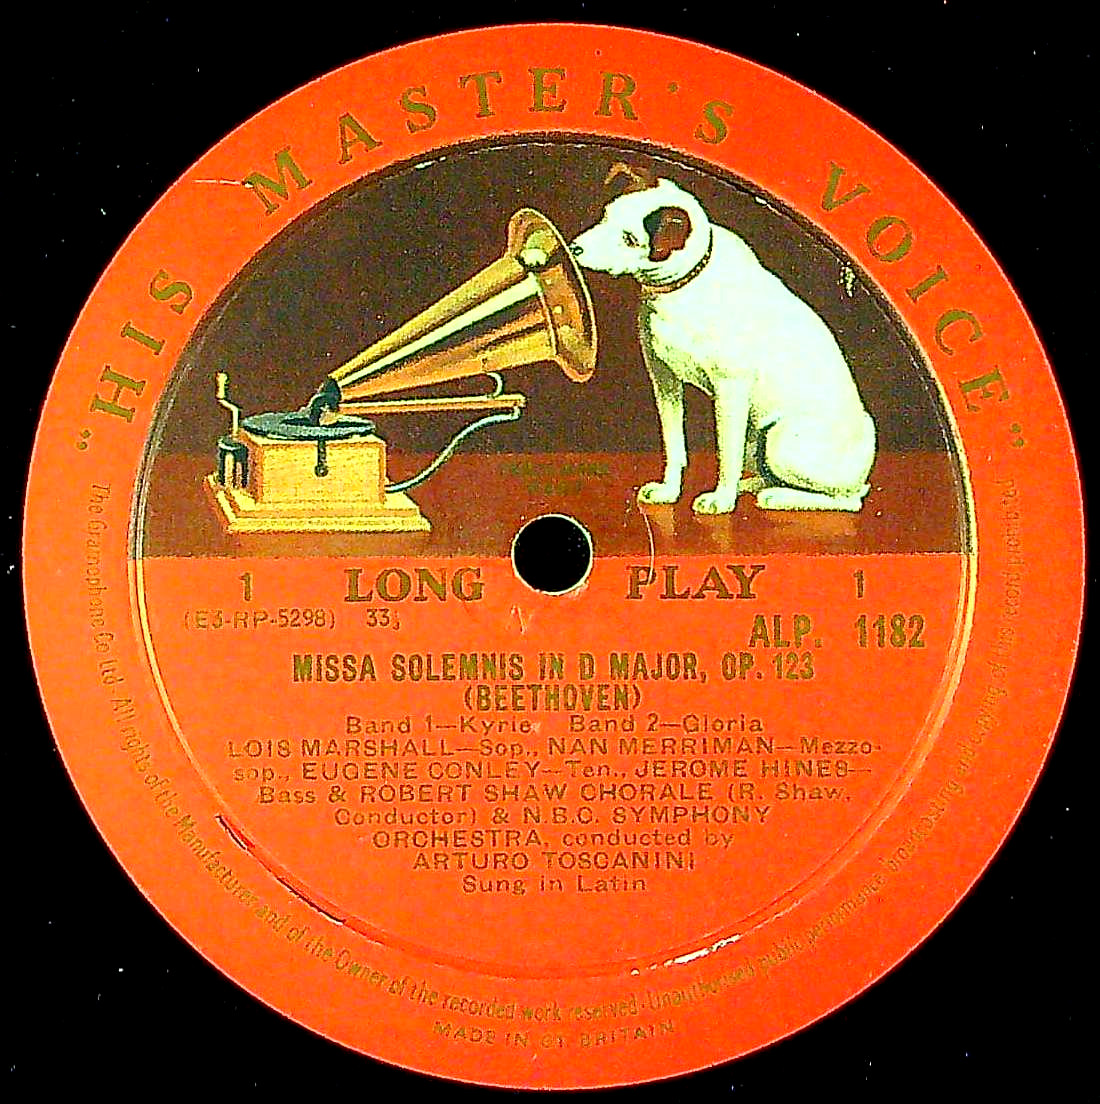 "HIS MASTER'S VOICE"
1 LONG PLAY 1
(E3-RP-5298) 33⅓
ALP. 1182
MISSA SOLEMNIS IN D MAJOR, OP. 123
(BEETHOVEN)
Band 1—Kyrie Band 2—Gloria
LOIS MARSHALL—Sop., NAN MERRIMAN—Mezzo-
sop., EUGENE CONLEY—Ten., JEROME HINES—
Bass & ROBERT SHAW CHORALE (R. Shaw,
Conductor) & N.B.C. SYMPHONY
ORCHESTRA, conducted by
ARTURO TOSCANINI
Sung in Latin
The Gramophone Co Ltd · All rights of the Manufacturer and of the Owner of the recorded work reserved · Unauthorised public performance broadcasting and copying of this record prohibited
MADE IN GT. BRITAIN